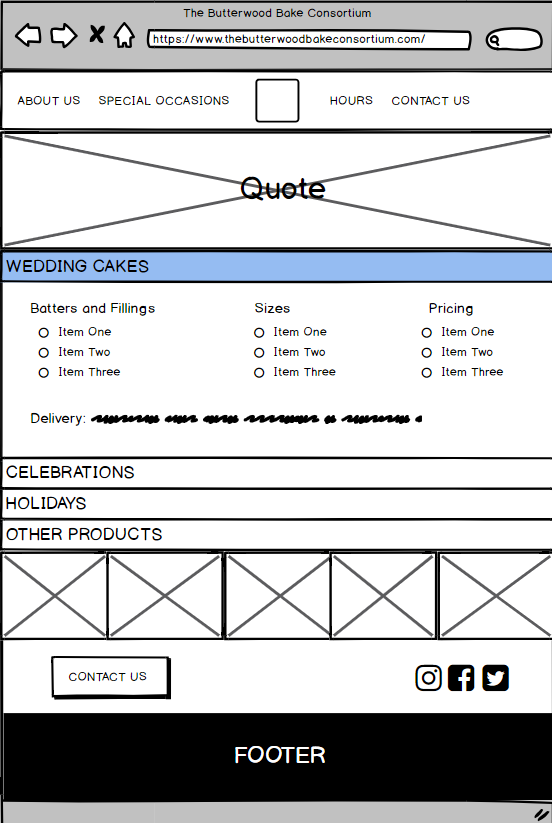 The Butterwood Bake Consortium
https://www.thebutterwoodbakeconsortium.com/
ABOUT US SPECIAL OCCASIONS HOURS CONTACT US
Quote
WEDDING CAKES
Batters and Fillings Sizes Pricing
Item One Item One Item One
Item Two Item Two Item Two
Item Three Item Three Item Three
Delivery:
CELEBRATIONS
HOLIDAYS
OTHER PRODUCTS
CONTACT US
FOOTER